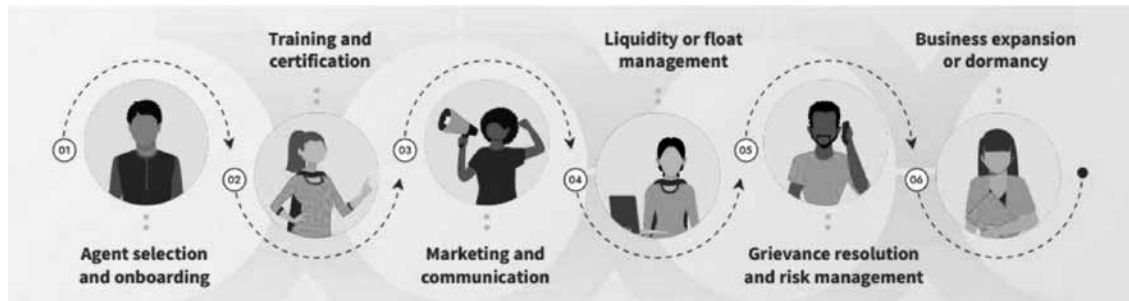 01
Agent selection
and onboarding
02
Training and
certification
03
Marketing and
communication
04
Liquidity or float
management
05
Grievance resolution
and risk management
06
Business expansion
or dormancy